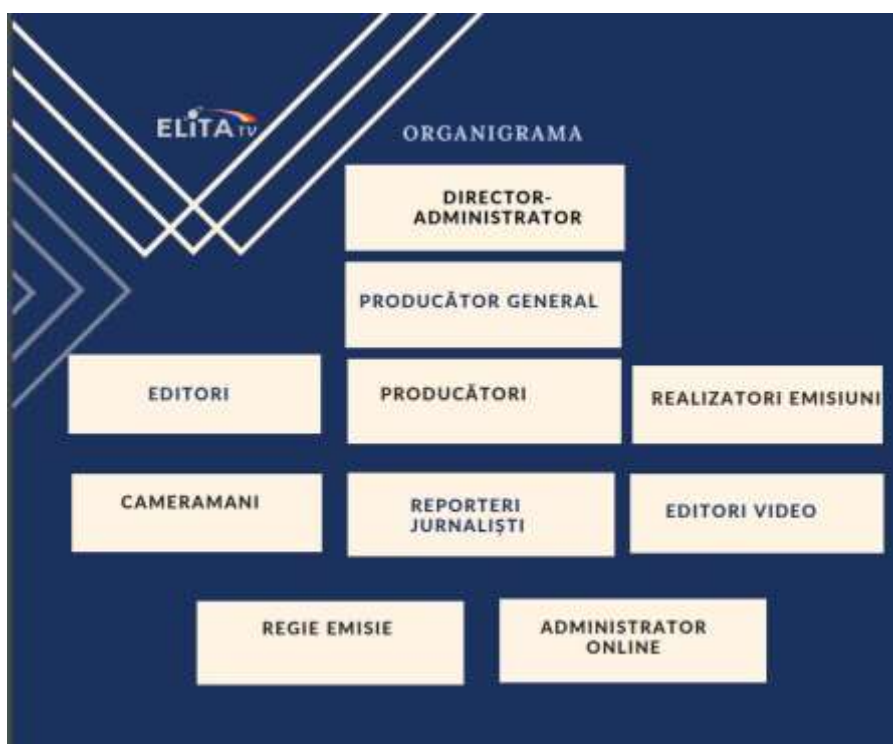 ELiTA TV
ORGANIGRAMA
DIRECTOR-
ADMINISTRATOR
PRODUCĂTOR GENERAL
EDITORI
PRODUCĂTORI
REALIZATORI EMISIUNI
CAMERAMANI
REPORTERI
JURNALIȘTI
EDITORI VIDEO
REGIE EMISIE
ADMINISTRATOR
ONLINE